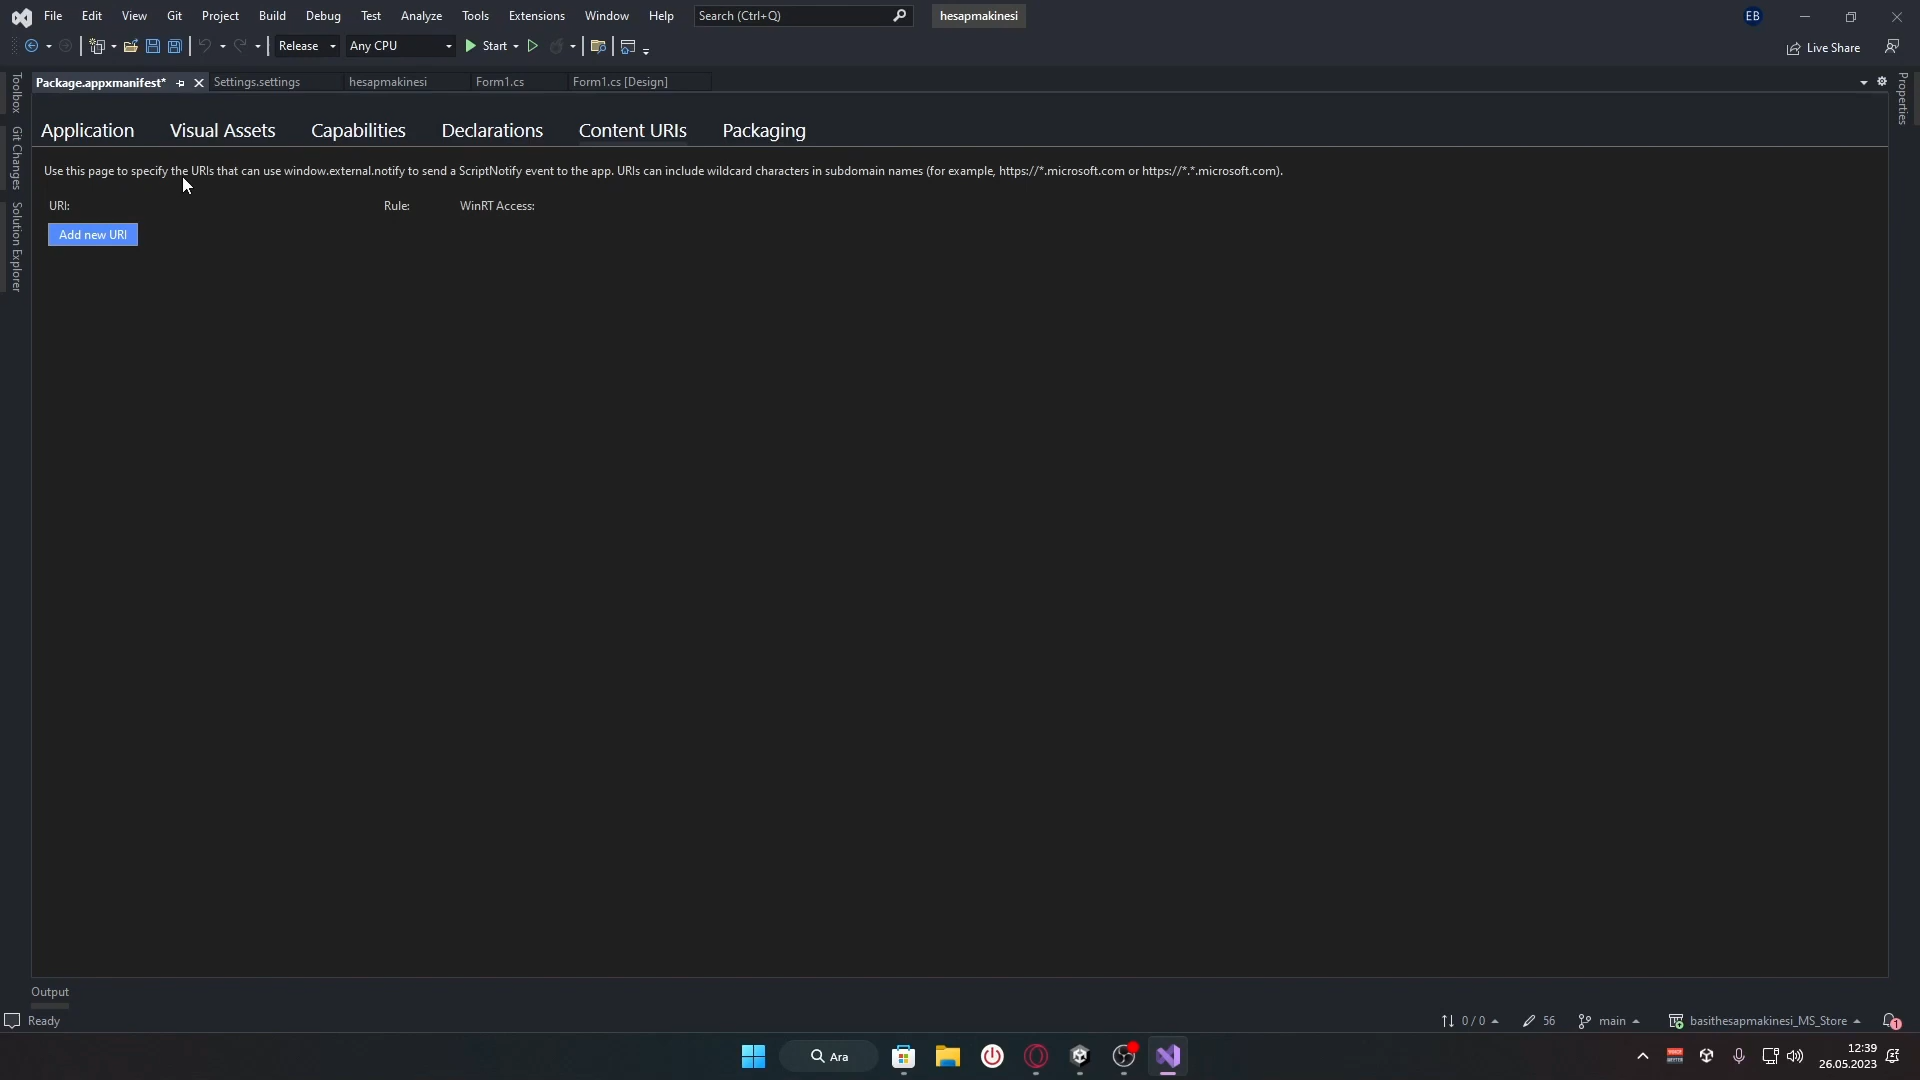 File Edit View Git Project Build Debug Test Analyze Tools Extensions Window Help Search (Ctrl+Q) hesapmakinesi EB
Release Any CPU Start Live Share
Package.appxmanifest* Settings.settings hesapmakinesi Form1.cs Form1.cs [Design]
Toolbox
Git Changes
Solution Explorer
Properties
Application Visual Assets Capabilities Declarations Content URIs Packaging
Use this page to specify the URIs that can use window.external.notify to send a ScriptNotify event to the app. URIs can include wildcard characters in subdomain names (for example, https://*.microsoft.com or https://*.*.microsoft.com).
URI: Rule: WinRT Access:
Add new URI
Output
Ready 0 / 0 56 main basithesapmakinesi_MS_Store 1
Ara
12:39
26.05.2023